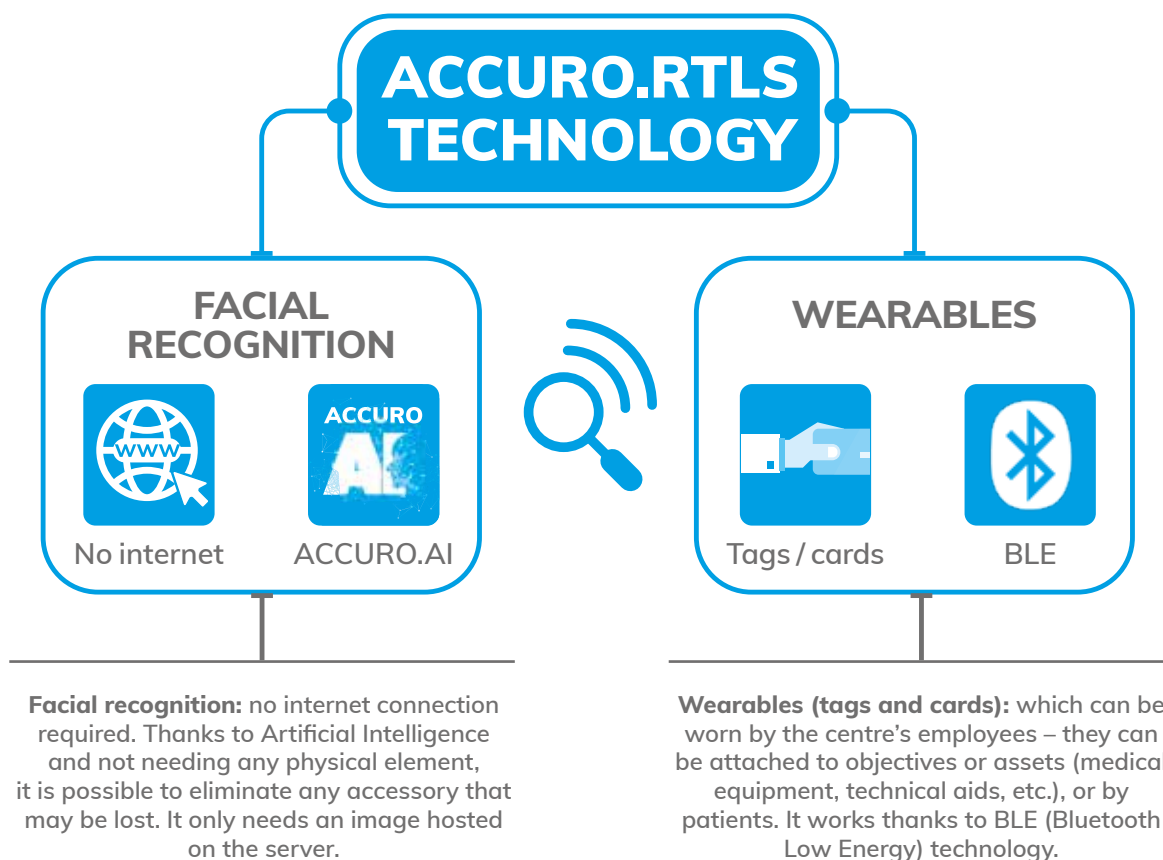 ACCURO.RTLS
TECHNOLOGY
FACIAL
RECOGNITION
WWW
ACCURO
AI
No internet
ACCURO.AI
Facial recognition: no internet connection
required. Thanks to Artificial Intelligence
and not needing any physical element,
it is possible to eliminate any accessory that
may be lost. It only needs an image hosted
on the server.
WEARABLES
Tags / cards
BLE
Wearables (tags and cards): which can be
worn by the centre's employees – they can
be attached to objectives or assets (medical
equipment, technical aids, etc.), or by
patients. It works thanks to BLE (Bluetooth
Low Energy) technology.